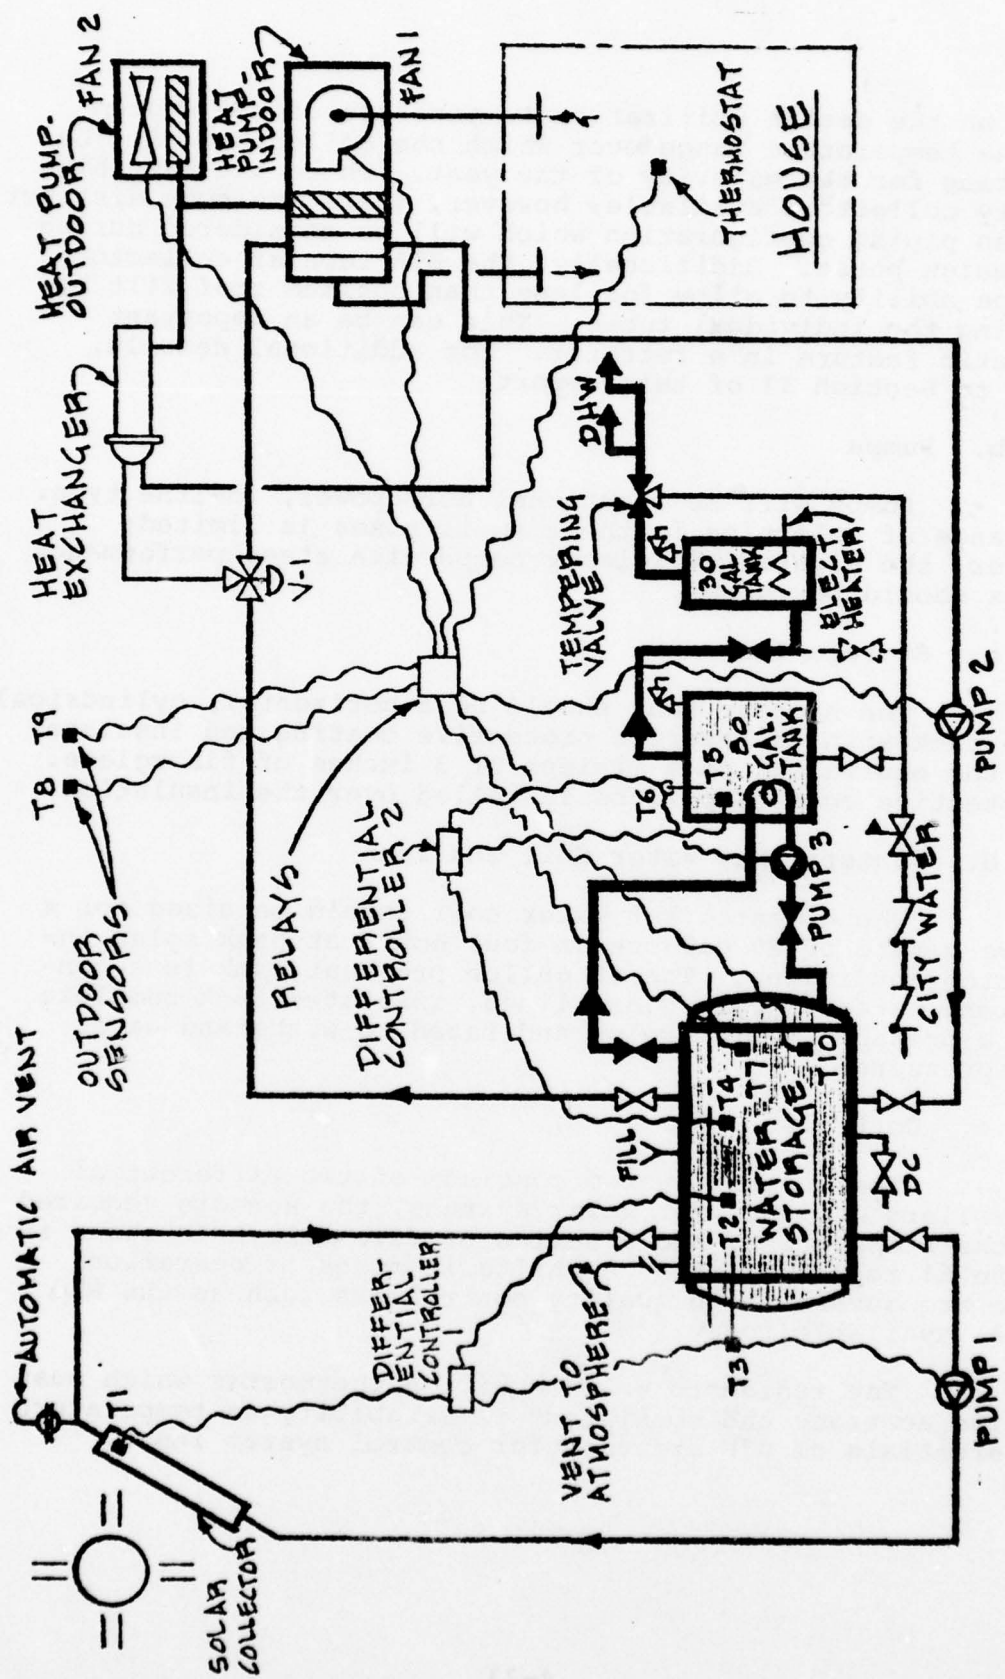 AUTOMATIC AIR VENT
T1
SOLAR
COLLECTOR
DIFFER-
ENTIAL
CONTROLLER
1
VENT TO
ATMOSPHERE
T3
PUMP 1
FILL
T2
T4
T7
T10
WATER
STORAGE
DC
OUTDOOR
SENSORS
T8
T9
RELAYS
DIFFERENTIAL
CONTROLLER 2
PUMP 3
T6
T5
80
GAL.
TANK
CITY WATER
PUMP 2
HEAT
EXCHANGER
V-1
TEMPERING
VALVE
30
GAL
TANK
ELECT
HEATER
DHW
HEAT PUMP-
OUTDOOR
FAN 2
HEAT
PUMP-
INDOOR
FAN 1
THERMOSTAT
HOUSE